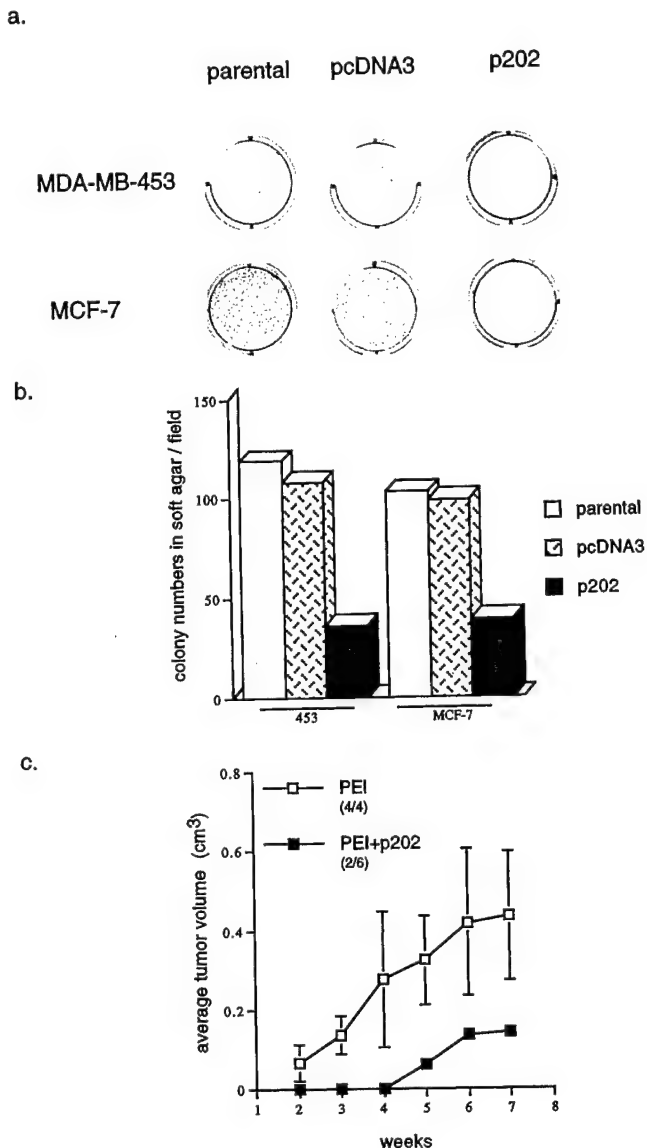 a.
parental pcDNA3 p202
MDA-MB-453
MCF-7
b.
colony numbers in soft agar / field
150
100
50
0
453 MCF-7
parental
pcDNA3
p202
c.
average tumor volume (cm3)
0.8
0.6
0.4
0.2
0
PEI
(4/4)
PEI+p202
(2/6)
1 2 3 4 5 6 7 8
weeks